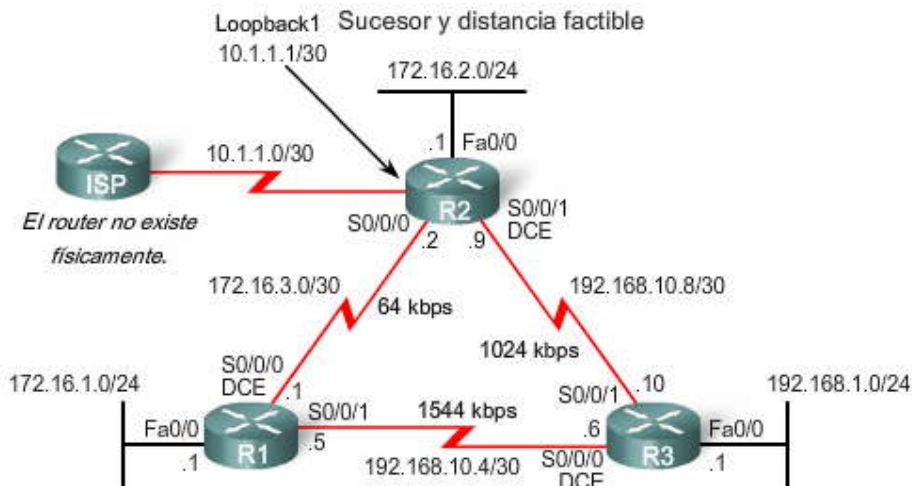 Loopback1
Sucesor y distancia factible
10.1.1.1/30
172.16.2.0/24
.1
Fa0/0
10.1.1.0/30
ISP
R2
El router no existe
físicamente.
S0/0/0
S0/0/1
DCE
.2
.9
172.16.3.0/30
64 kbps
192.168.10.8/30
1024 kbps
172.16.1.0/24
S0/0/0
DCE
.1
S0/0/1
.10
192.168.1.0/24
Fa0/0
.1
R1
S0/0/1
.5
1544 kbps
192.168.10.4/30
.6
S0/0/0
DCE
R3
Fa0/0
.1